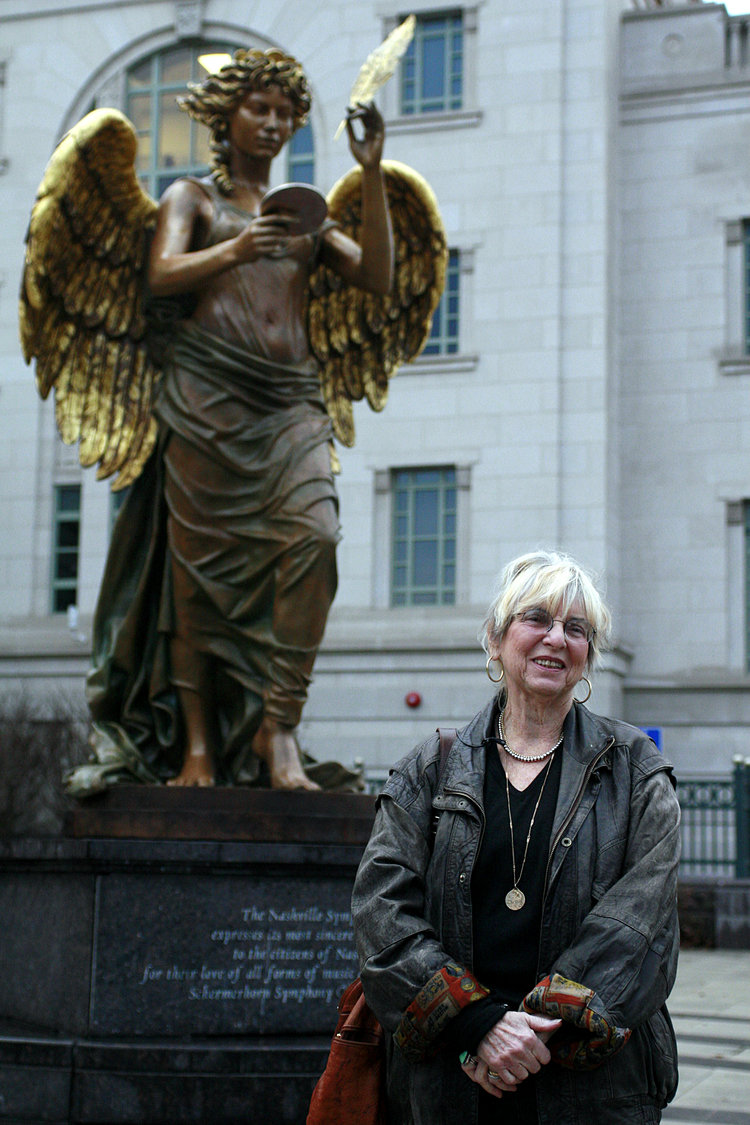 The Nashville Sym
expresses its most sincere
to the citizens of Nas
for their love of all forms of music
Schermerhorn Symphony C